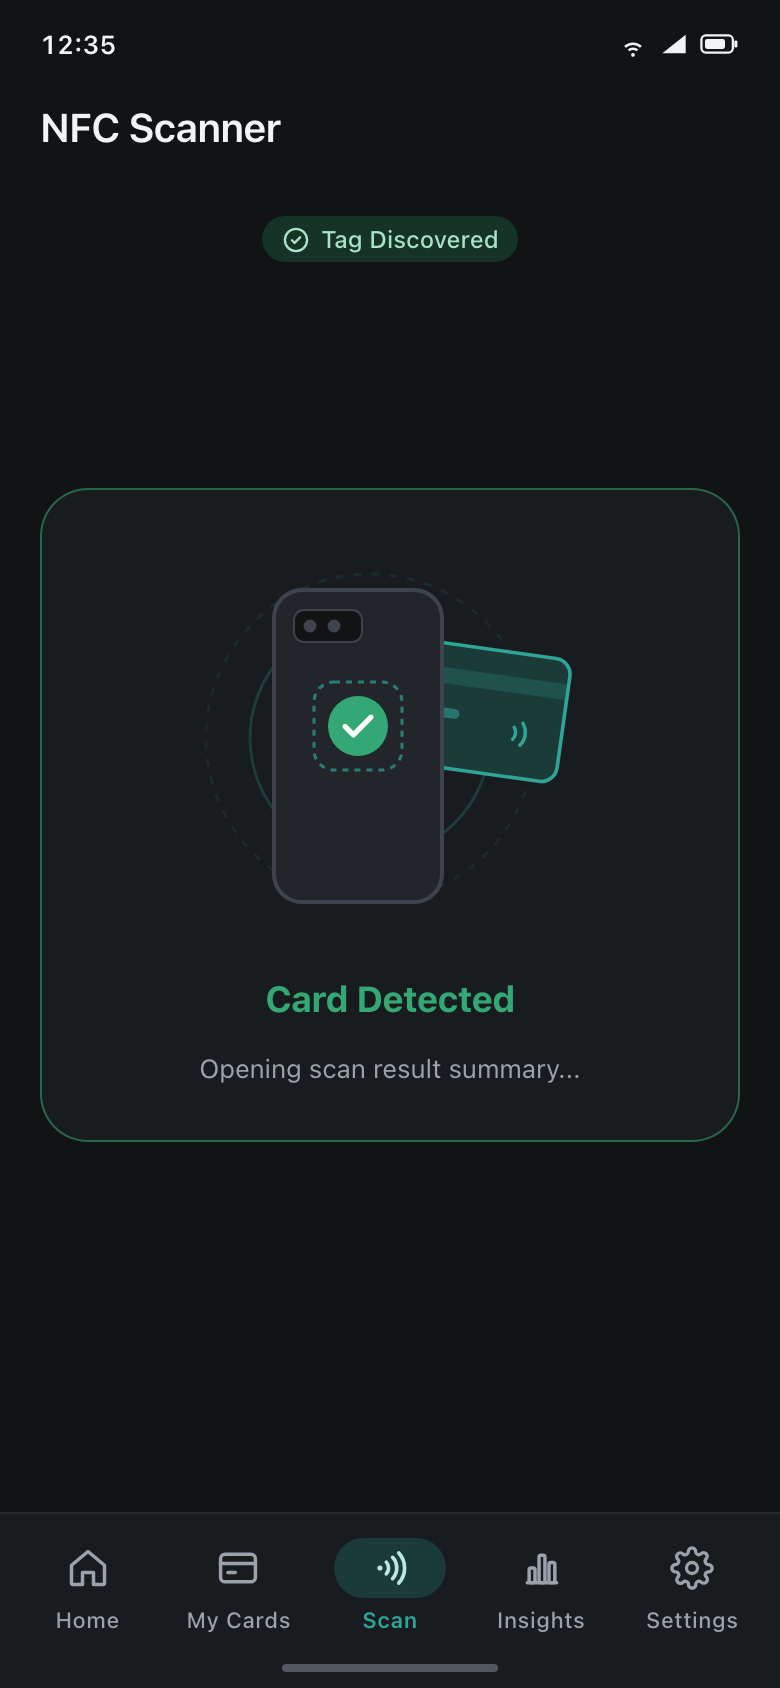 12:35
NFC Scanner
Tag Discovered
Card Detected
Opening scan result summary...
Home
My Cards
Scan
Insights
Settings